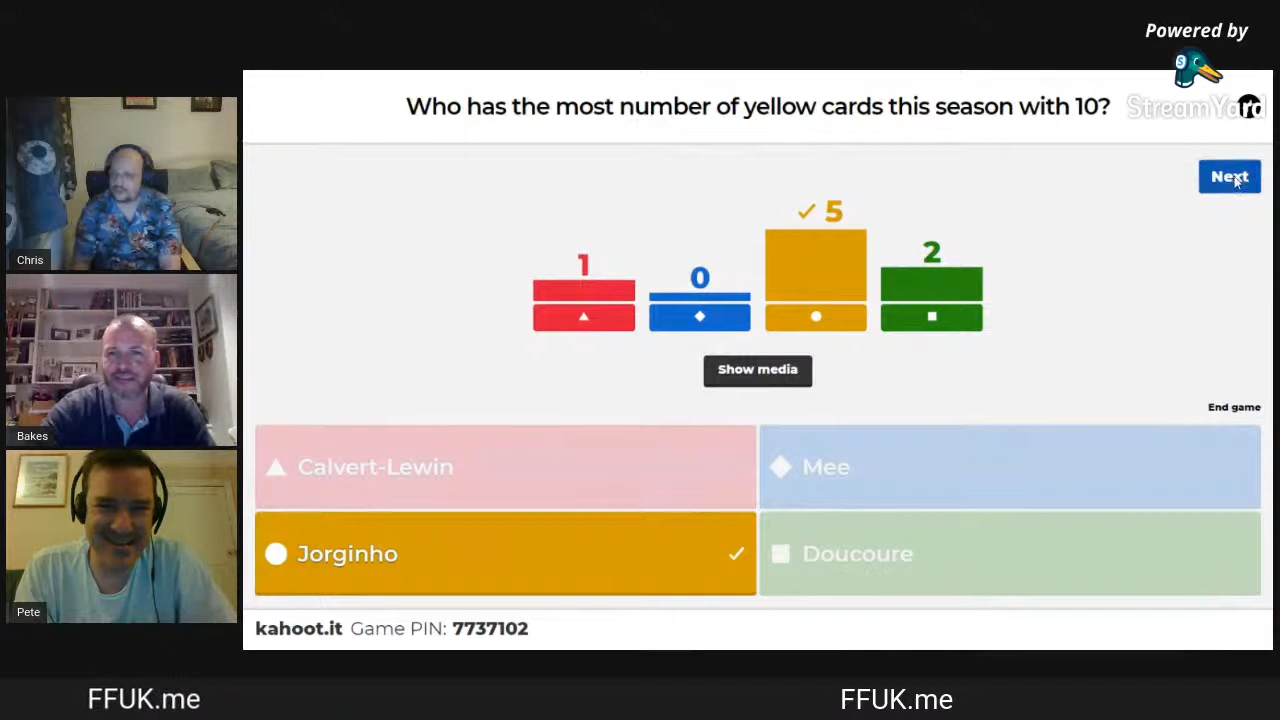 Powered by
StreamYard
Who has the most number of yellow cards this season with 10?
Next
1
0
5
2
Show media
End game
Calvert-Lewin
Mee
Jorginho
Doucoure
kahoot.it Game PIN: 7737102
Chris
Bakes
Pete
FFUK.me
FFUK.me